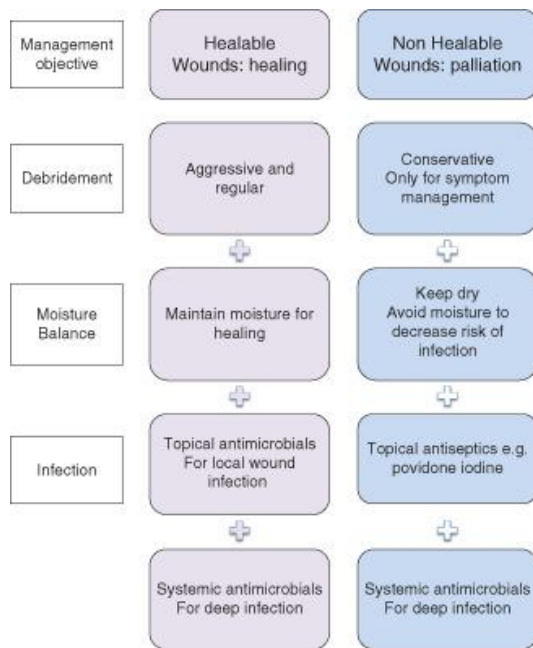 Management
objective
Healable
Wounds: healing
Non Healable
Wounds: palliation
Debridement
Aggressive and
regular
Conservative
Only for symptom
management
Moisture
Balance
Maintain moisture for
healing
Keep dry
Avoid moisture to
decrease risk of
infection
Infection
Topical antimicrobials
For local wound
infection
Topical antiseptics e.g.
povidone iodine
Systemic antimicrobials
For deep infection
Systemic antimicrobials
For deep infection